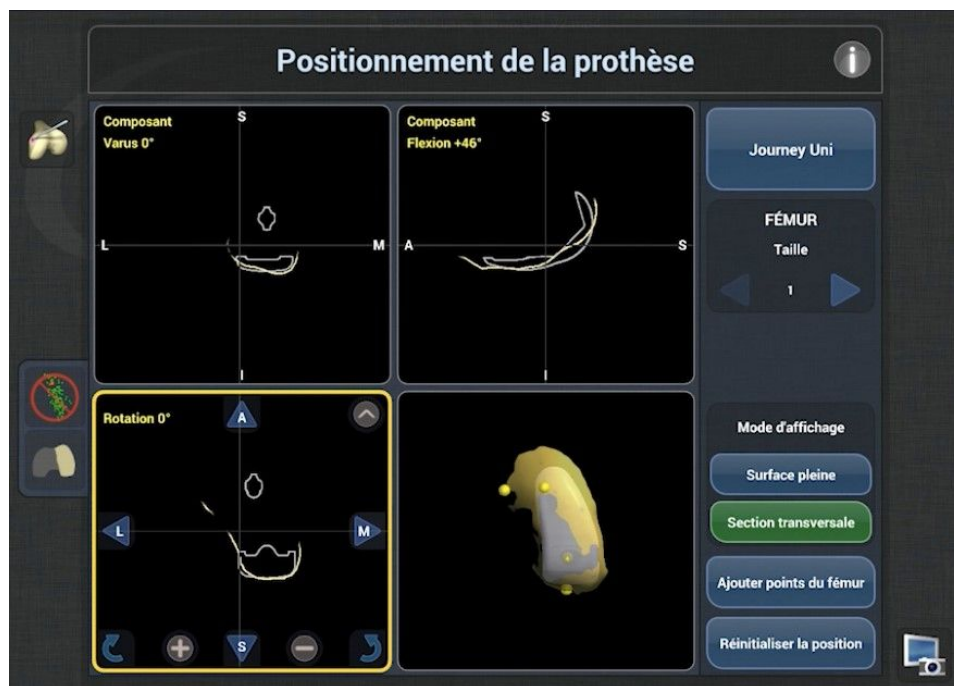 Positionnement de la prothèse
i
Composant
Varus 0°
S
L
M
I
Composant
Flexion +46°
S
A
S
I
Journey Uni
FÉMUR
Taille
1
Rotation 0°
A
L
M
S
Mode d'affichage
Surface pleine
Section transversale
Ajouter points du fémur
Réinitialiser la position